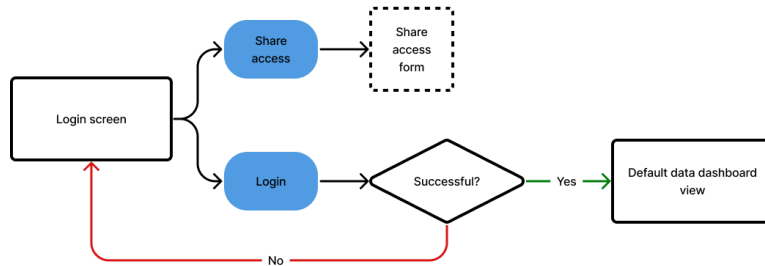 Share
access
Share
access
form
Login screen
Login
Successful?
Yes
Default data dashboard
view
No